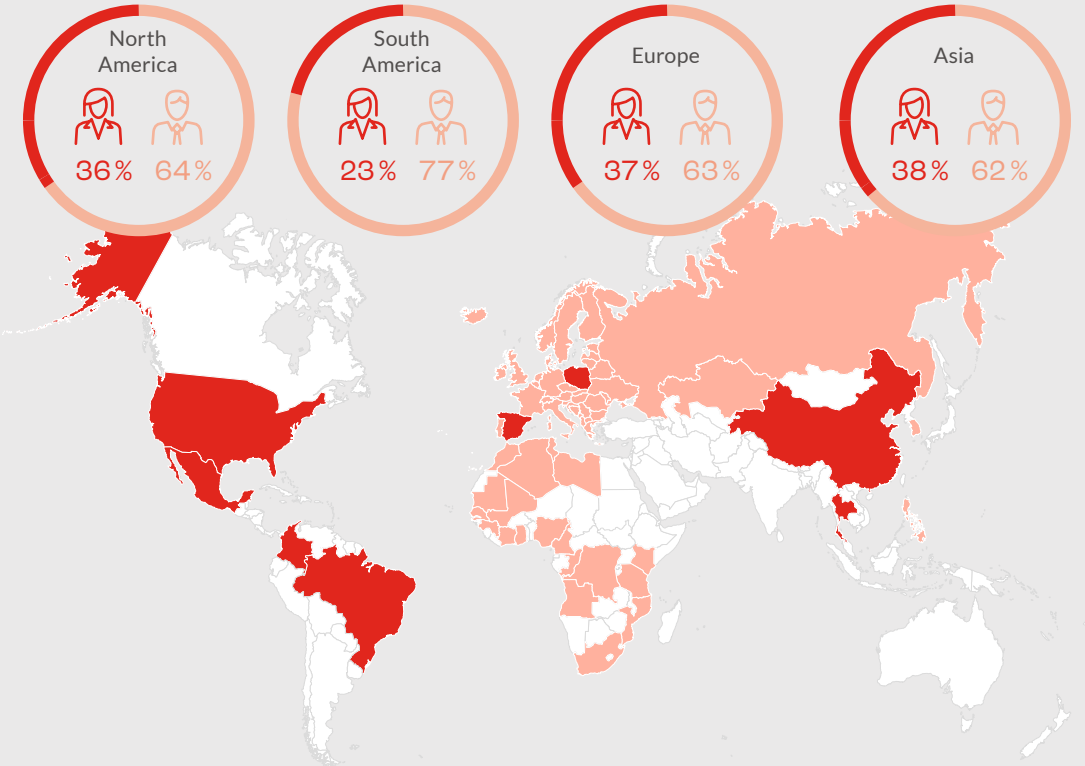 North
America
36% 64%
South
America
23% 77%
Europe
37% 63%
Asia
38% 62%